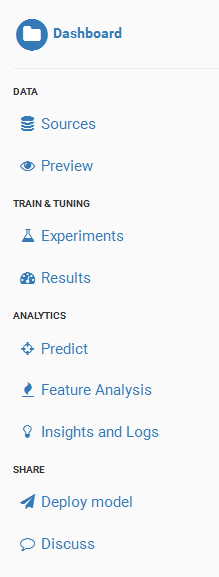 Dashboard
DATA
Sources
Preview
TRAIN & TUNING
Experiments
Results
ANALYTICS
Predict
Feature Analysis
Insights and Logs
SHARE
Deploy model
Discuss